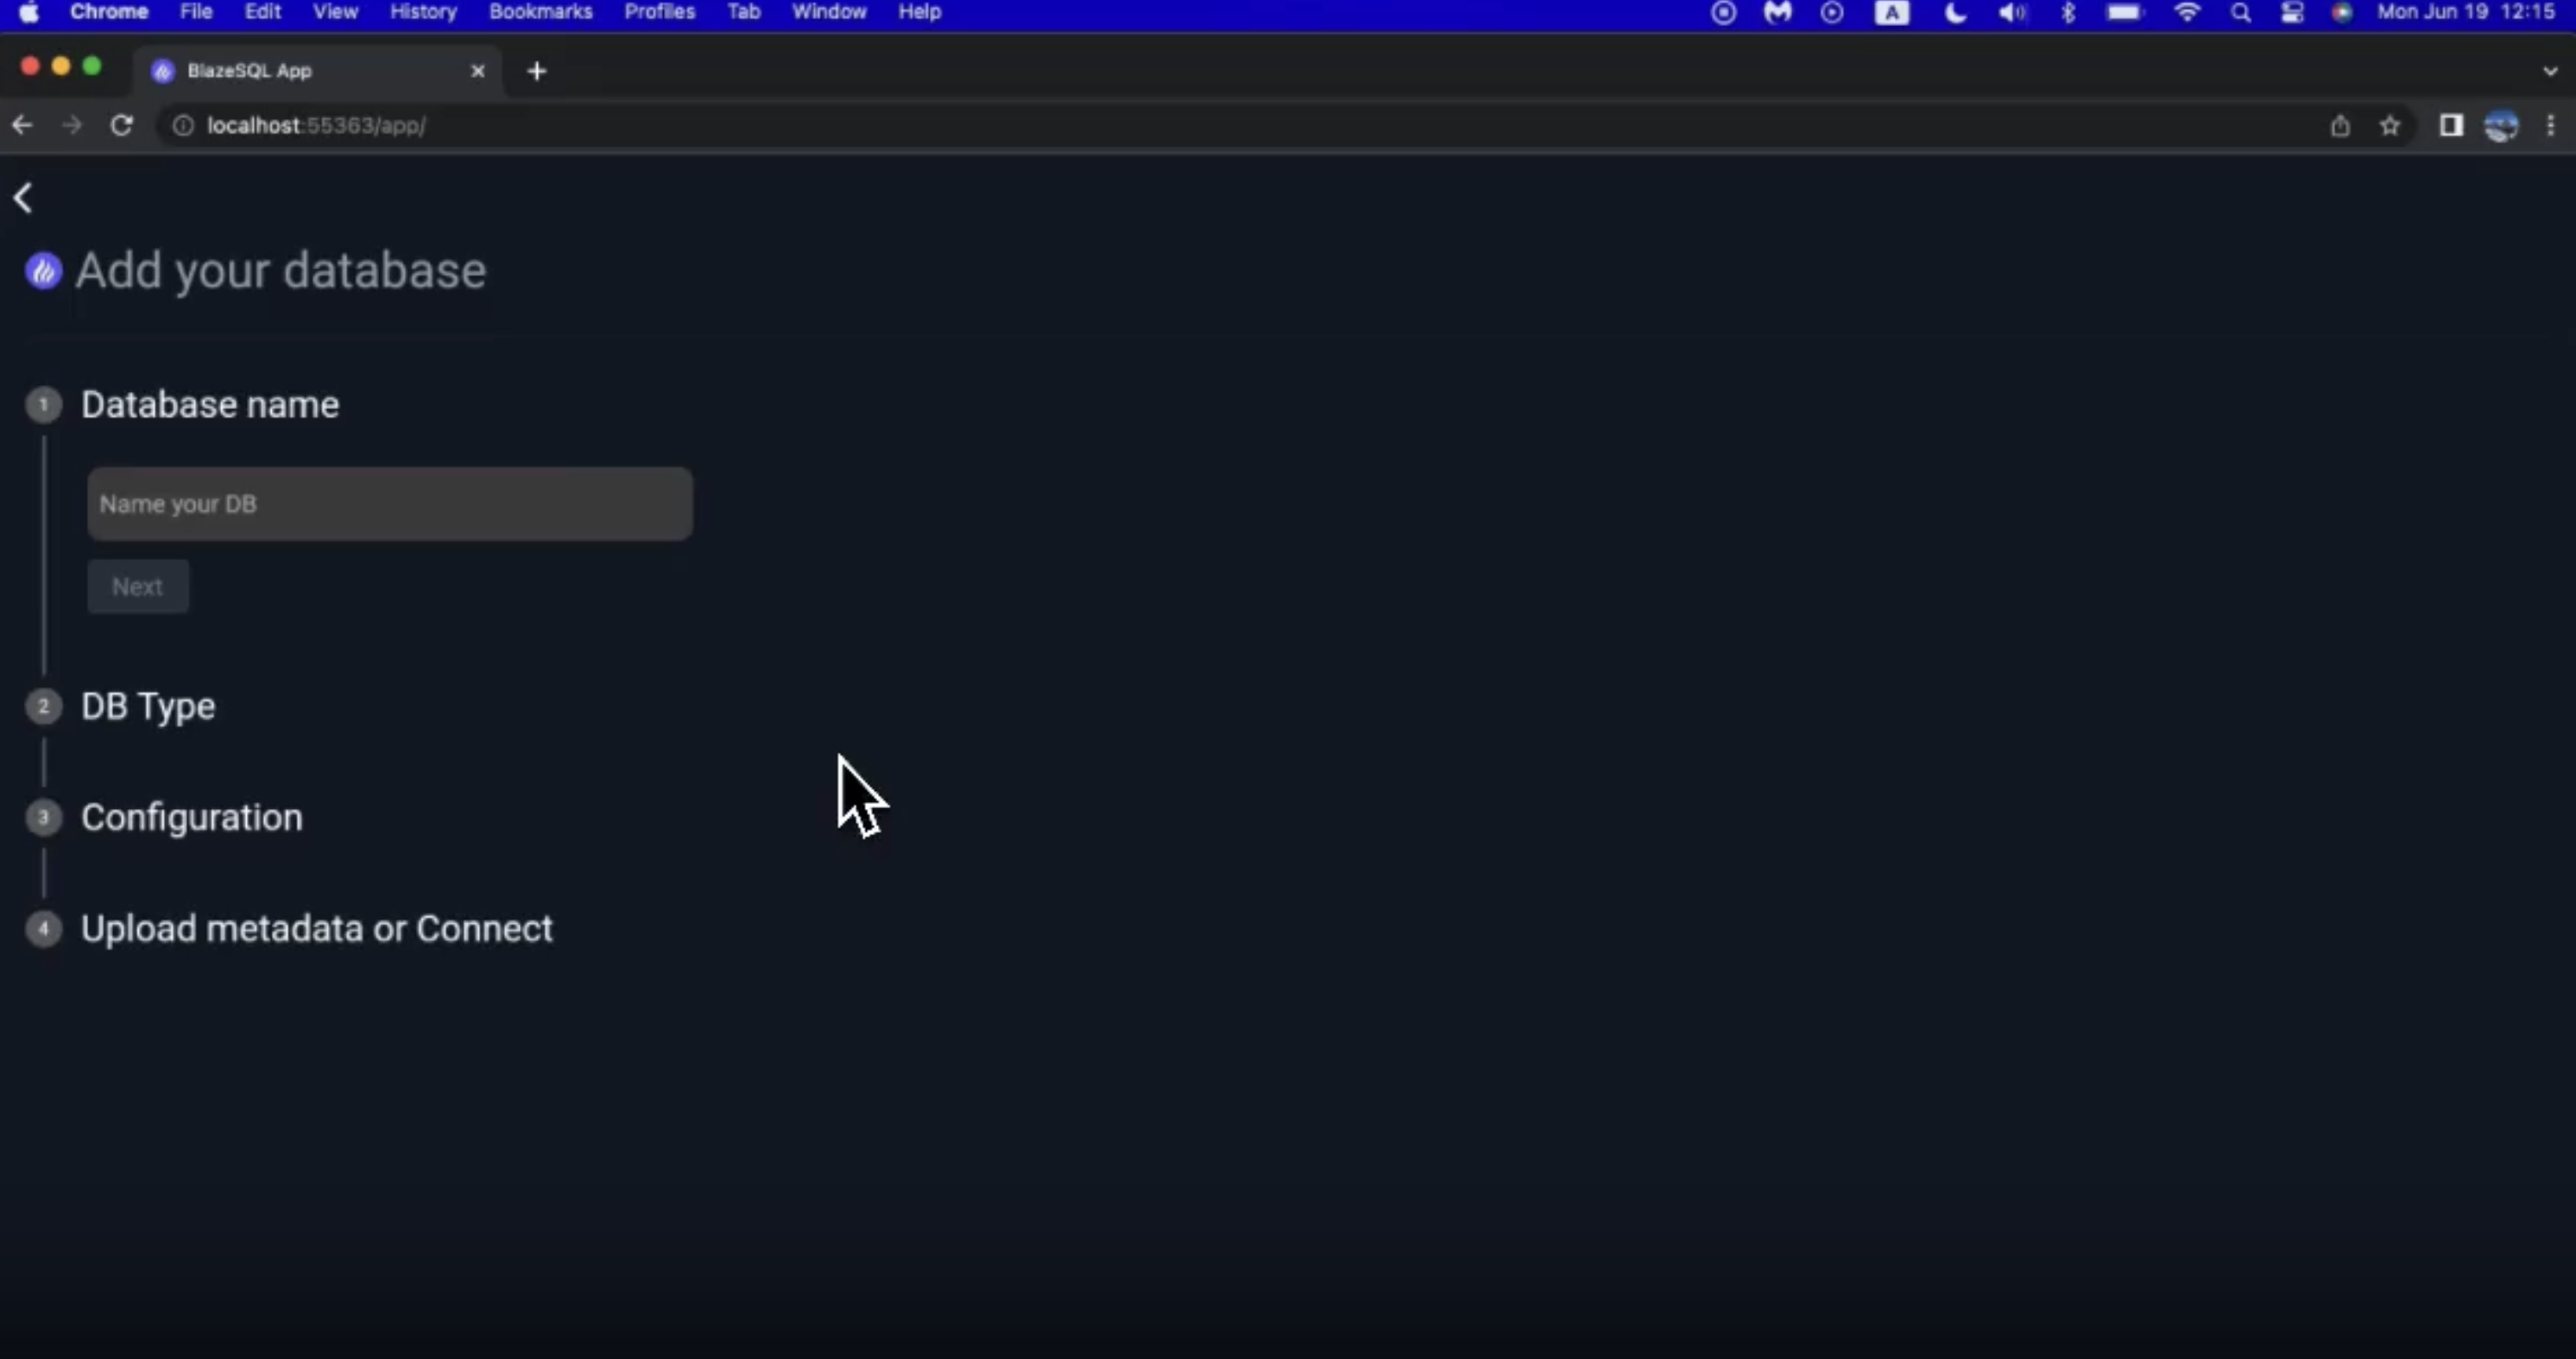 Chrome File Edit View History Bookmarks Profiles Tab Window Help A Mon Jun 19 12:15
BlazeSQL App
localhost:55363/app/
Add your database
1 Database name
Name your DB
Next
2 DB Type
3 Configuration
4 Upload metadata or Connect